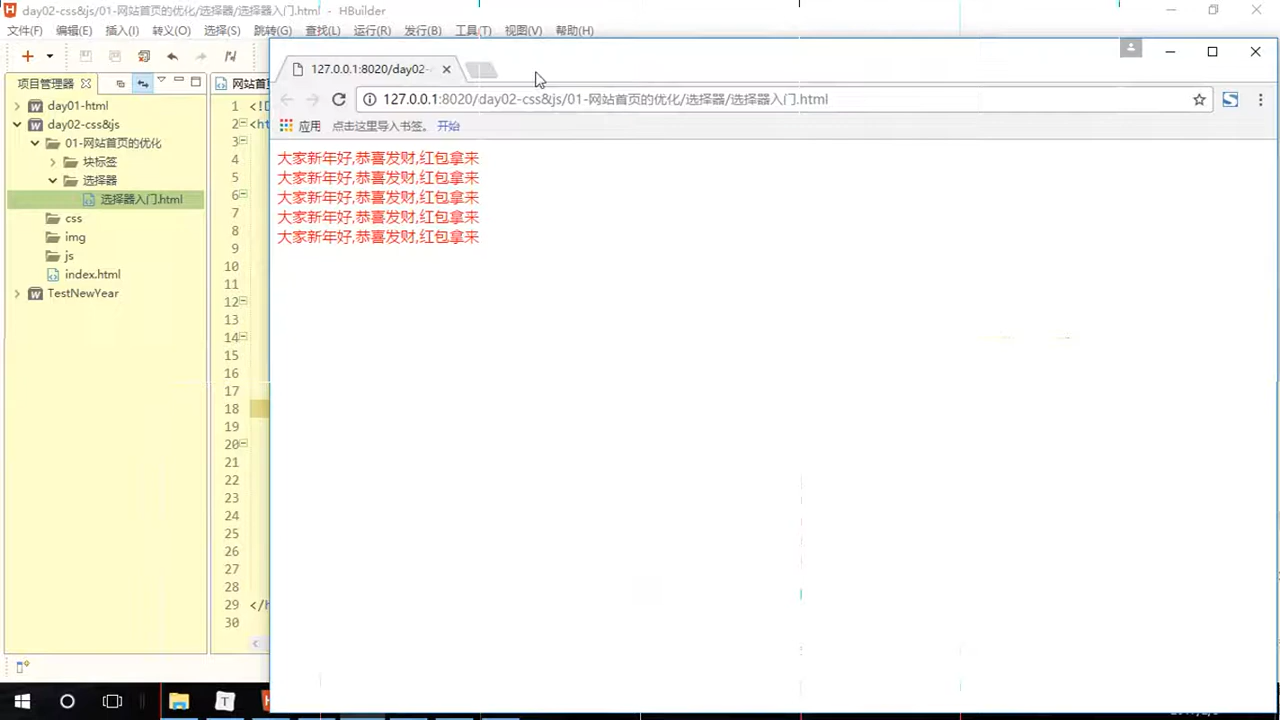 day02-css&js/01-网站首页的优化/选择器/选择器入门.html - HBuilder
文件(F) 编辑(E) 插入(I) 转义(O) 选择(S) 跳转(G) 查找(L) 运行(R) 发行(B) 工具(T) 视图(V) 帮助(H)
项目管理器
网站首
127.0.0.1:8020/day02-
127.0.0.1:8020/day02-css&js/01-网站首页的优化/选择器/选择器入门.html
应用 点击这里导入书签。 开始
day01-html
day02-css&js
01-网站首页的优化
块标签
选择器
选择器入门.html
css
img
js
index.html
TestNewYear
1 <!
2 <h
3
4
5
6
7
8
9
10
11
12
13
14
15
16
17
18
19
20
21
22
23
24
25
26
27
28
29 </
30
大家新年好,恭喜发财,红包拿来
大家新年好,恭喜发财,红包拿来
大家新年好,恭喜发财,红包拿来
大家新年好,恭喜发财,红包拿来
大家新年好,恭喜发财,红包拿来